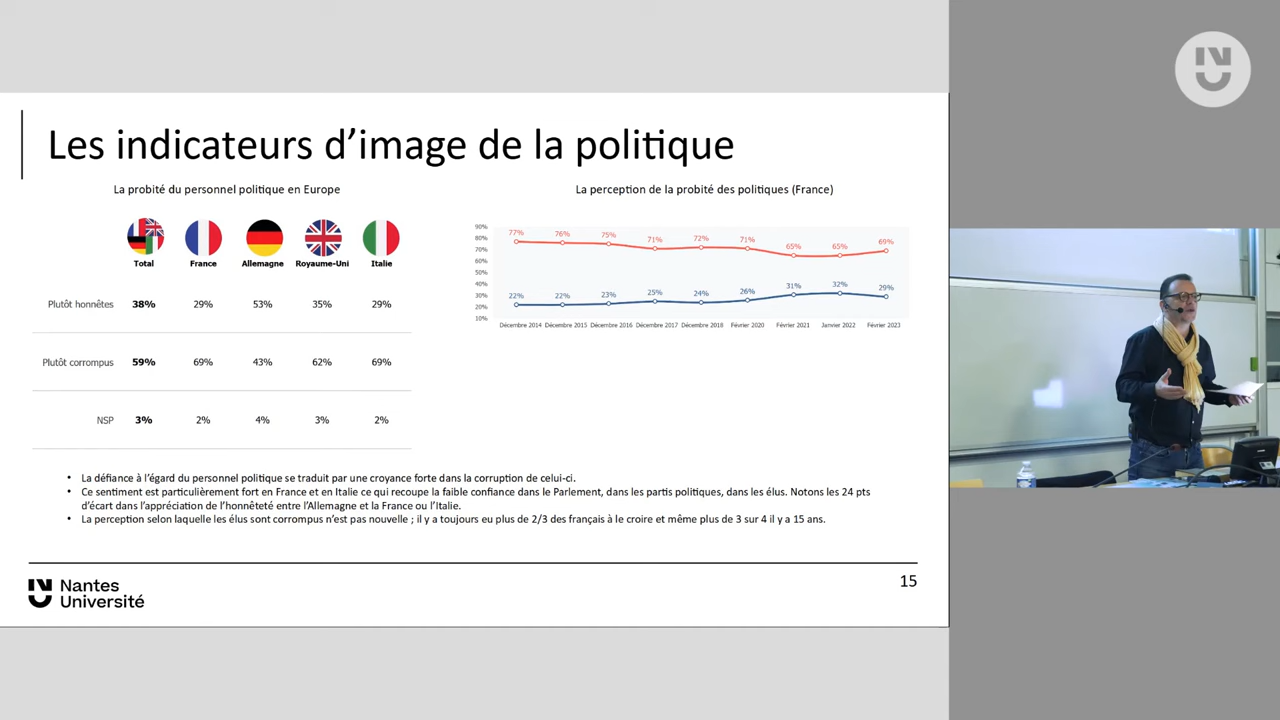 Les indicateurs d’image de la politique
La probité du personnel politique en Europe
Total France Allemagne Royaume-Uni Italie
Plutôt honnêtes 38% 29% 53% 35% 29%
Plutôt corrompus 59% 69% 43% 62% 69%
NSP 3% 2% 4% 3% 2%
La perception de la probité des politiques (France)
90%
80%
70%
60%
50%
40%
30%
20%
10%
77% 76% 75% 71% 72% 71% 65% 65% 69%
22% 22% 23% 25% 24% 26% 31% 32% 29%
Décembre 2014 Décembre 2015 Décembre 2016 Décembre 2017 Décembre 2018 Février 2020 Février 2021 Janvier 2022 Février 2023
• La défiance à l’égard du personnel politique se traduit par une croyance forte dans la corruption de celui-ci.
• Ce sentiment est particulièrement fort en France et en Italie ce qui recoupe la faible confiance dans le Parlement, dans les partis politiques, dans les élus. Notons les 24 pts
d’écart dans l’appréciation de l’honnêteté entre l’Allemagne et la France ou l’Italie.
• La perception selon laquelle les élus sont corrompus n’est pas nouvelle ; il y a toujours eu plus de 2/3 des français à le croire et même plus de 3 sur 4 il y a 15 ans.
Nantes
Université
15